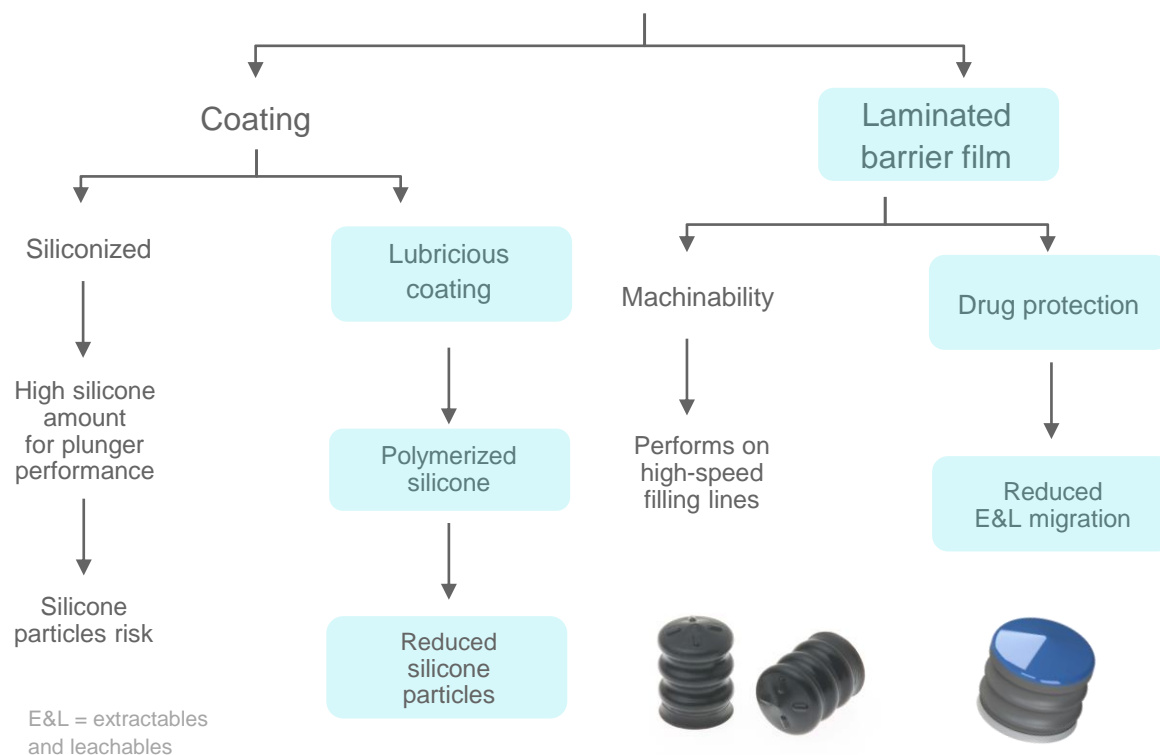 Coating
Laminated
barrier film
Siliconized
Lubricious
coating
Machinability
Drug protection
High silicone
amount
for plunger
performance
Polymerized
silicone
Performs on
high-speed
filling lines
Reduced
E&L migration
Silicone
particles risk
Reduced
silicone
particles
E&L = extractables
and leachables